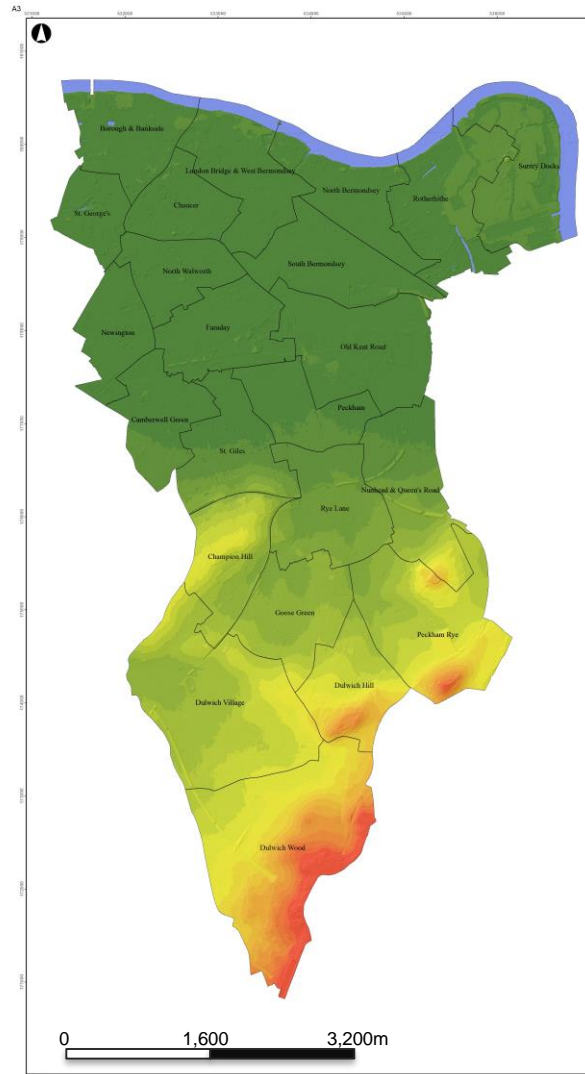 A3
Borough & Bankside
London Bridge & West Bermondsey
Surrey Docks
North Bermondsey
Rotherhithe
St. George's
Chaucer
South Bermondsey
North Walworth
Faraday
Newington
Old Kent Road
Peckham
Camberwell Green
St. Giles
Nunhead & Queen's Road
Rye Lane
Champion Hill
Goose Green
Peckham Rye
Dulwich Hill
Dulwich Village
Dulwich Wood
0 1,600 3,200m